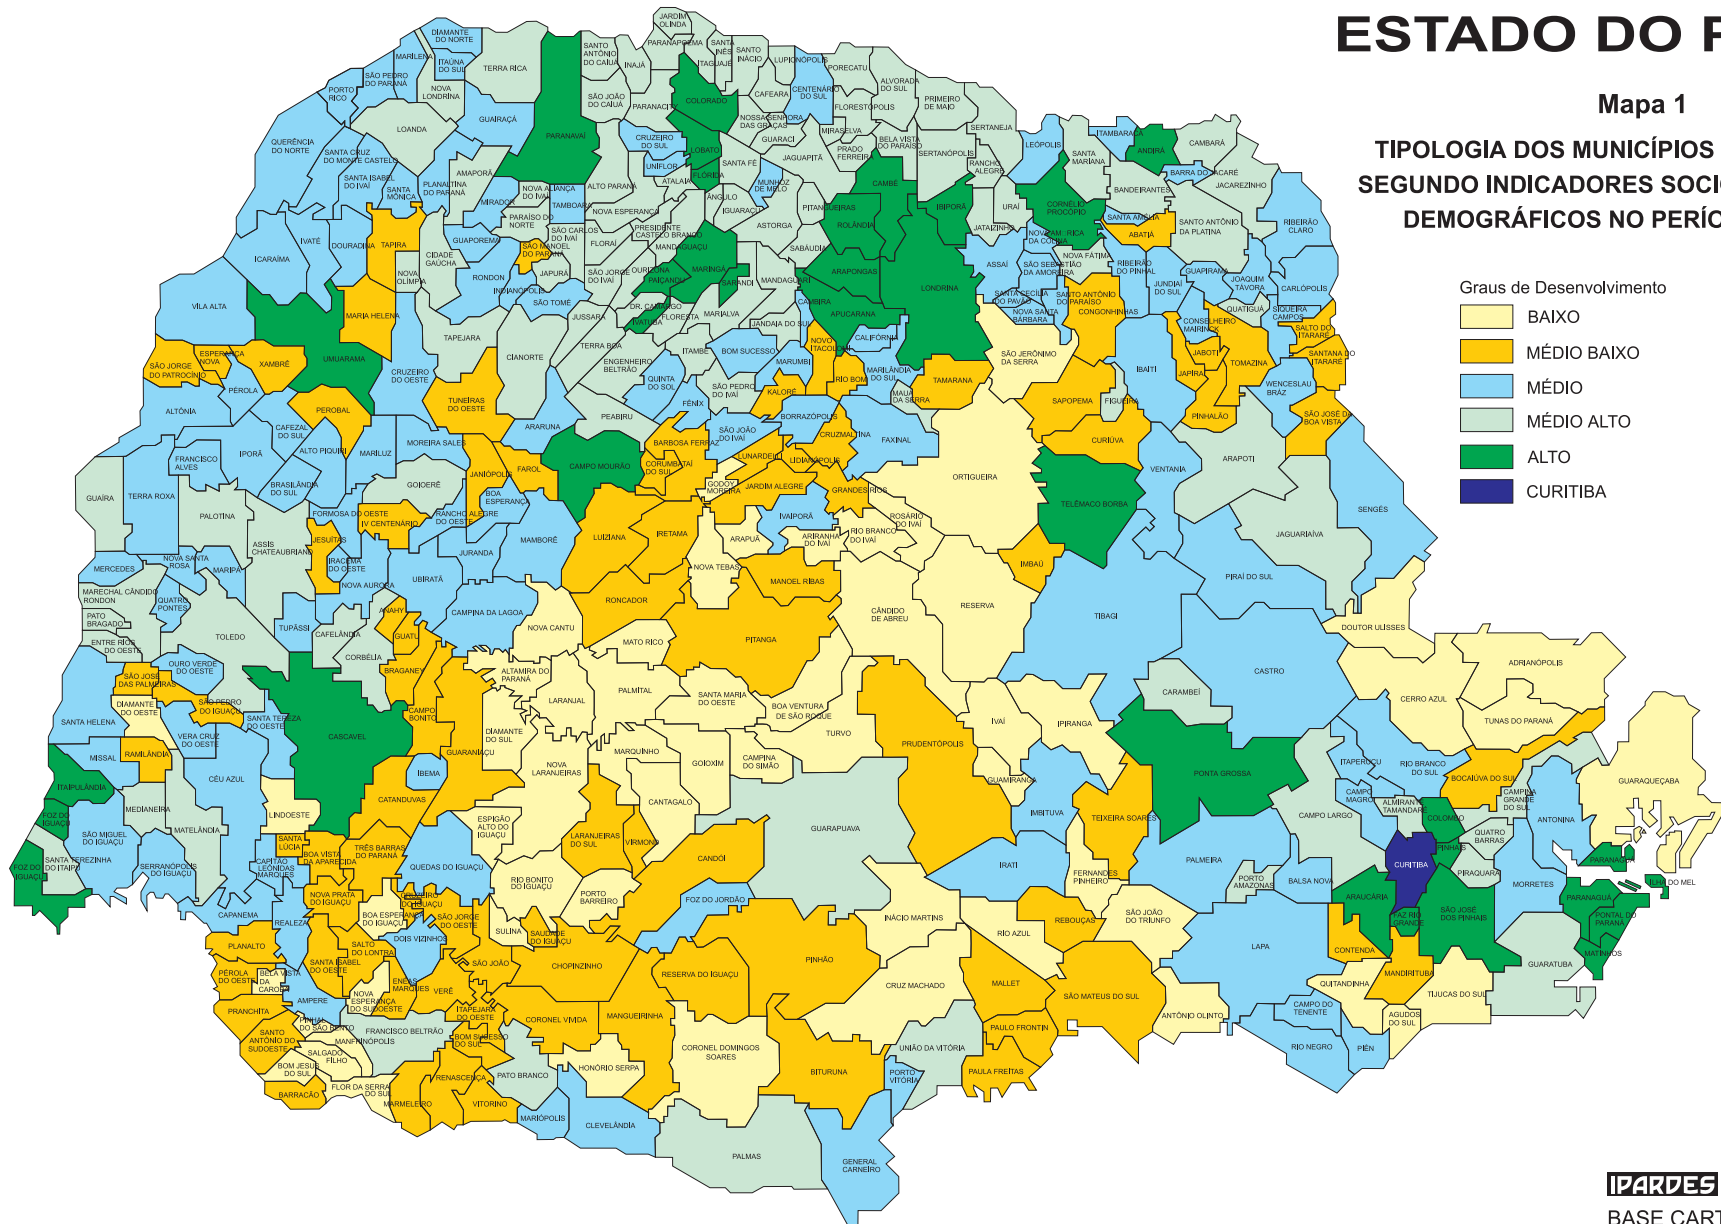 ESTADO DO P
Mapa 1
TIPOLOGIA DOS MUNICÍPIOS
SEGUNDO INDICADORES SOCI
DEMOGRÁFICOS NO PERÍO
Graus de Desenvolvimento
BAIXO
MÉDIO BAIXO
MÉDIO
MÉDIO ALTO
ALTO
CURITIBA
JARDIM
OLINDA
DIAMANTE
DO NORTE
MARILENA
ITAÚNA
DO SUL
TERRA RICA
SANTO
ANTÔNIO
DO CAIUÁ
INAJÁ
PARANAPOEMA
SANTA
INÊS
ITAGUAJÉ
SANTO
INÁCIO
LUPIONÓPOLIS
CAFEARA
CENTENÁRIO
DO SUL
PORECATU
ALVORADA
DO SUL
FLORESTÓPOLIS
PRIMEIRO
DE MAIO
SERTANEJA
SÃO PEDRO
DO PARANÁ
PORTO
RICO
NOVA
LONDRINA
LOANDA
GUAIRAÇÁ
PARANAVAÍ
SÃO JOÃO
DO CAIUÁ
PARANACITY
COLORADO
NOSSA SENHORA
DAS GRAÇAS
MIRASELVA
GUARACI
PRADO
FERREIRA
BELA VISTA
DO PARAÍSO
SERTANÓPOLIS
RANCHO
ALEGRE
LEÓPOLIS
SANTA
MARIANA
ITAMBARACÁ
ANDIRÁ
CAMBARÁ
BARRA DO JACARÉ
JACAREZINHO
BANDEIRANTES
QUERÊNCIA
DO NORTE
SANTA CRUZ
DO MONTE CASTELO
SANTA ISABEL
DO IVAÍ
SANTA
MÔNICA
PLANALTINA
DO PARANÁ
AMAPORÃ
MIRADOR
NOVA ALIANÇA
DO IVAÍ
TAMBOARA
ALTO PARANÁ
CRUZEIRO
DO SUL
UNIFLOR
LOBATO
FLÓRIDA
SANTA FÉ
ATALAIA
ÂNGULO
IGUARAÇU
MUNHOZ
DE MELO
JAGUAPITÃ
PITANGUEIRAS
ASTORGA
SABÁUDIA
CAMBÉ
ROLÂNDIA
IBIPORÃ
JATAIZINHO
URAÍ
CORNÉLIO
PROCÓPIO
SANTA AMÉLIA
ABATIÁ
SANTO ANTÔNIO
DA PLATINA
RIBEIRÃO
CLARO
PARAÍSO DO
NORTE
NOVA ESPERANÇA
PRESIDENTE
CASTELO BRANCO
SÃO CARLOS
DO IVAÍ
FLORAÍ
MANDAGUAÇU
GUAPOREMA
SÃO MANOEL
DO PARANÁ
JAPURÁ
SÃO JORGE
DO IVAÍ
OURIZONA
PAIÇANDU
MARINGÁ
SARANDI
MANDAGUARI
ARAPONGAS
LONDRINA
ASSAÍ
SÃO SEBASTIÃO
DA AMOREIRA
NOVA FÁTIMA
RIBEIRÃO
DO PINHAL
GUAPIRAMA
JUNDIAÍ
DO SUL
JOAQUIM
TÁVORA
CARLÓPOLIS
ICARAÍMA
IVATÉ
DOURADINA
TAPIRA
NOVA
OLÍMPIA
CIDADE
GAÚCHA
RONDON
INDIANÓPOLIS
SÃO TOMÉ
JUSSARA
DR. CAMARGO
IVATUBA
FLORESTA
MARIALVA
CAMBIRA
APUCARANA
JANDAIA DO SUL
SANTA CECÍLIA
DO PAVÃO
NOVA SANTA
BÁRBARA
SANTO ANTÔNIO
DO PARAÍSO
CONGONHINHAS
CONSELHEIRO
MAIRINCK
QUATIGUÁ
SIQUEIRA
CAMPOS
SALTO DO
ITARARÉ
SANTANA DO
ITARARÉ
VILA ALTA
UMUARAMA
MARIA HELENA
TAPEJARA
CIANORTE
TERRA BOA
ENGENHEIRO
BELTRÃO
ITAMBÉ
BOM SUCESSO
MARUMBI
NOVO
ITACOLOMI
CALIFÓRNIA
RIO BOM
MARILÂNDIA
DO SUL
MAUÁ
DA SERRA
TAMARANA
SÃO JERÔNIMO
DA SERRA
SAPOPEMA
FIGUEIRA
IBAITI
JABOTI
JAPIRA
TOMAZINA
PINHALÃO
WENCESLAU
BRÁZ
SÃO JOSÉ DA
BOA VISTA
SÃO JORGE
DO PATROCÍNIO
ESPERANÇA
NOVA
XAMBRÊ
PÉROLA
ALTÔNIA
CRUZEIRO
DO OESTE
TUNEIRAS
DO OESTE
PEROBAL
CAFEZAL
DO SUL
IPORÃ
ALTO PIQUIRI
MARILUZ
MOREIRA SALES
ARARUNA
PEABIRU
QUINTA
DO SOL
FÊNIX
SÃO PEDRO
DO IVAÍ
KALORÉ
BORRAZÓPOLIS
SÃO JOÃO
DO IVAÍ
CRUZMALTINA
FAXINAL
CURIÚVA
VENTANIA
ARAPOTI
SENGÉS
JAGUARIAÍVA
FRANCISCO
ALVES
GUAÍRA
TERRA ROXA
PALOTINA
BRASILÂNDIA
DO SUL
GOIOERÊ
JANIÓPOLIS
FAROL
CAMPO MOURÃO
BARBOSA FERRAZ
CORUMBATAÍ
DO SUL
LUNARDELLI
LIDIANÓPOLIS
GODOY
MOREIRA
JARDIM ALEGRE
GRANDES RIOS
ORTIGUEIRA
TELÊMACO BORBA
FORMOSA DO OESTE
IV CENTENÁRIO
RANCHO ALEGRE
DO OESTE
BOA
ESPERANÇA
MAMBORÊ
LUIZIANA
IRETAMA
ARAPUÃ
IVAIPORÃ
ARIRANHA
DO IVAÍ
RIO BRANCO
DO IVAÍ
ROSÁRIO
DO IVAÍ
IMBAÚ
PIRAÍ DO SUL
ASSIS
CHATEAUBRIAND
JESUÍTAS
IRACEMA
DO OESTE
NOVA AURORA
JURANDA
UBIRATÃ
NOVA TEBAS
MANOEL RIBAS
CÂNDIDO
DE ABREU
RESERVA
TIBAGI
MERCEDES
NOVA SANTA
ROSA
MARIPÁ
MARECHAL CÂNDIDO
RONDON
QUATRO
PONTES
PATO
BRAGADO
ENTRE RIOS
DO OESTE
TOLEDO
TUPÃSSI
CAFELÂNDIA
CORBÉLIA
ANAHY
IGUATU
BRAGANEY
CAMPINA DA LAGOA
RONCADOR
NOVA CANTU
MATO RICO
PITANGA
DOUTOR ULISSES
ADRIANÓPOLIS
CERRO AZUL
TUNAS DO PARANÁ
CASTRO
CARAMBEÍ
OURO VERDE
DO OESTE
SÃO JOSÉ
DAS PALMEIRAS
SÃO PEDRO
DO IGUAÇU
DIAMANTE
DO OESTE
SANTA HELENA
SANTA TEREZA
DO OESTE
VERA CRUZ
DO OESTE
CASCAVEL
CAMPO
BONITO
GUARANIAÇU
ALTAMIRA DO
PARANÁ
LARANJAL
PALMITAL
SANTA MARIA
DO OESTE
BOA VENTURA
DE SÃO ROQUE
TURVO
DIAMANTE
DO SUL
NOVA
LARANJEIRAS
MARQUINHO
GOIOXIM
CAMPINA
DO SIMÃO
PRUDENTÓPOLIS
IVAÍ
IPIRANGA
GUAMIRANGA
PONTA GROSSA
MISSAL
RAMILÂNDIA
CÉU AZUL
ITAIPULÂNDIA
MEDIANEIRA
MATELÂNDIA
LINDOESTE
IBEMA
CATANDUVAS
CANTAGALO
GUARAPUAVA
IMBITUVA
TEIXEIRA SOARES
CAMPO LARGO
ITAPERUÇU
RIO BRANCO
DO SUL
CAMPO
MAGRO
ALMIRANTE
TAMANDARÉ
BOCAIÚVA DO SUL
CAMPINA
GRANDE
DO SUL
COLOMBO
QUATRO
BARRAS
PINHAIS
PIRAQUARA
ANTONINA
GUARAQUEÇABA
PARANAGUÁ
ILHA DO MEL
FOZ DO
IGUAÇU
SÃO MIGUEL
DO IGUAÇU
SANTA TEREZINHA
DO ITAIPU
FOZ DO
IGUAÇU
SERRANÓPOLIS
DO IGUAÇU
SANTA
LÚCIA
CAPITÃO
LEÔNIDAS
MARQUES
BOA VISTA
DA APARECIDA
TRÊS BARRAS
DO PARANÁ
ESPIGÃO
ALTO DO
IGUAÇU
LARANJEIRAS
DO SUL
VIRMOND
QUEDAS DO IGUAÇU
RIO BONITO
DO IGUAÇU
CANDÓI
PORTO
BARREIRO
FOZ DO JORDÃO
IRATI
FERNANDES
PINHEIRO
PALMEIRA
PORTO
AMAZONAS
BALSA NOVA
CURITIBA
ARAUCÁRIA
FAZ RIO
GRANDE
SÃO JOSÉ
DOS PINHAIS
MORRETES
PARANAGUÁ
PONTAL DO
PARANÁ
MATINHOS
GUARATUBA
CAPANEMA
REALEZA
NOVA PRATA
DO IGUAÇU
BOA ESPERANÇA
DO IGUAÇU
SÃO JORGE
DO OESTE
SULINA
SAUDADE
DO IGUAÇU
INÁCIO MARTINS
REBOUÇAS
RIO AZUL
SÃO JOÃO
DO TRIUNFO
LAPA
CONTENDA
MANDIRITUBA
QUITANDINHA
TIJUCAS DO SUL
AGUDOS
DO SUL
PLANALTO
PÉROLA
DO OESTE
BELA VISTA
DA
CAROBA
SANTA ISABEL
DO OESTE
SALTO
DO LONTRA
DOIS VIZINHOS
SÃO JOÃO
CHOPINZINHO
RESERVA DO IGUAÇU
PINHÃO
CRUZ MACHADO
MALLET
SÃO MATEUS DO SUL
ANTÔNIO OLINTO
CAMPO DO
TENENTE
RIO NEGRO
PIÊN
AMPERE
NOVA
ESPERANÇA
DO SUDOESTE
ENEAS
MARQUES
VERÊ
ITAPEJARA
DO OESTE
CORONEL VIVIDA
MANGUEIRINHA
PRANCHITA
SANTO
ANTÔNIO DO
SUDOESTE
PINHAL
DO SÃO BENTO
MANFRINÓPOLIS
FRANCISCO BELTRÃO
BOM SUCESSO
DO SUL
SALGADO
FILHO
BOM JESUS
DO SUL
BARRACÃO
FLOR DA SERRA
DO SUL
MARMELEIRO
RENASCENÇA
VITORINO
PATO BRANCO
MARIÓPOLIS
HONÓRIO SERPA
CLEVELÂNDIA
CORONEL DOMINGOS
SOARES
PALMAS
BITURUNA
UNIÃO DA VITÓRIA
PORTO
VITÓRIA
PAULO FRONTIN
PAULA FREITAS
GENERAL
CARNEIRO
IPARDES
BASE CART